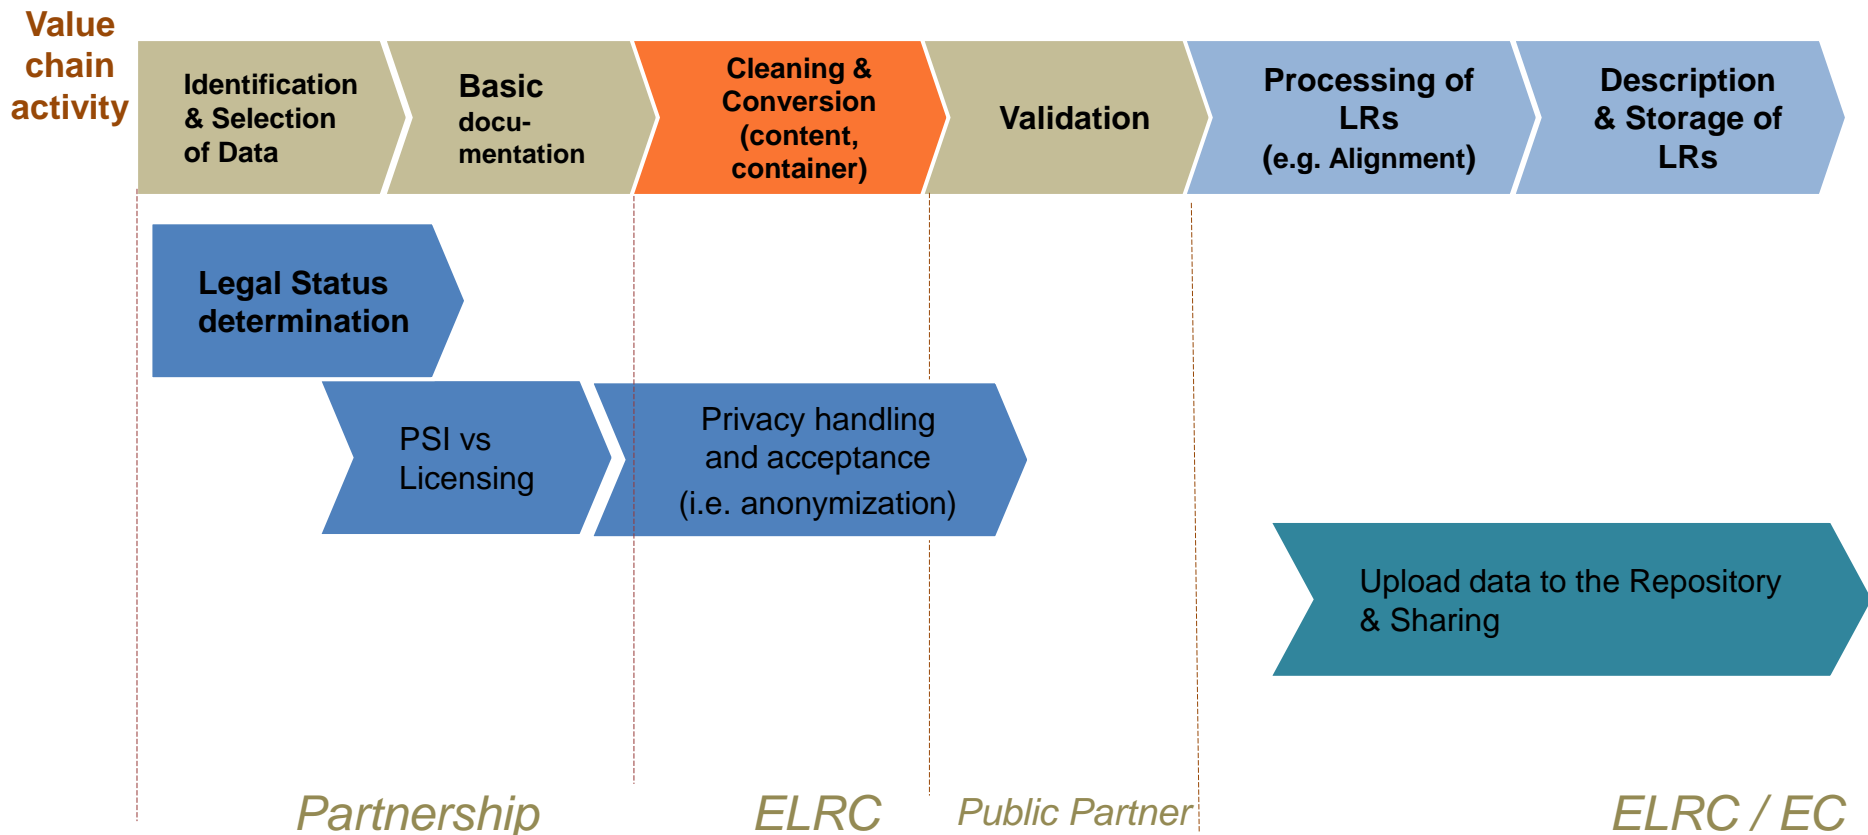 Value
chain
activity
Identification
& Selection
of Data
Basic
docu-
mentation
Cleaning &
Conversion
(content,
container)
Validation
Processing of
LRs
(e.g. Alignment)
Description
& Storage of
LRs
Legal Status
determination
PSI vs
Licensing
Privacy handling
and acceptance
(i.e. anonymization)
Upload data to the Repository
& Sharing
Partnership
ELRC
Public Partner
ELRC / EC